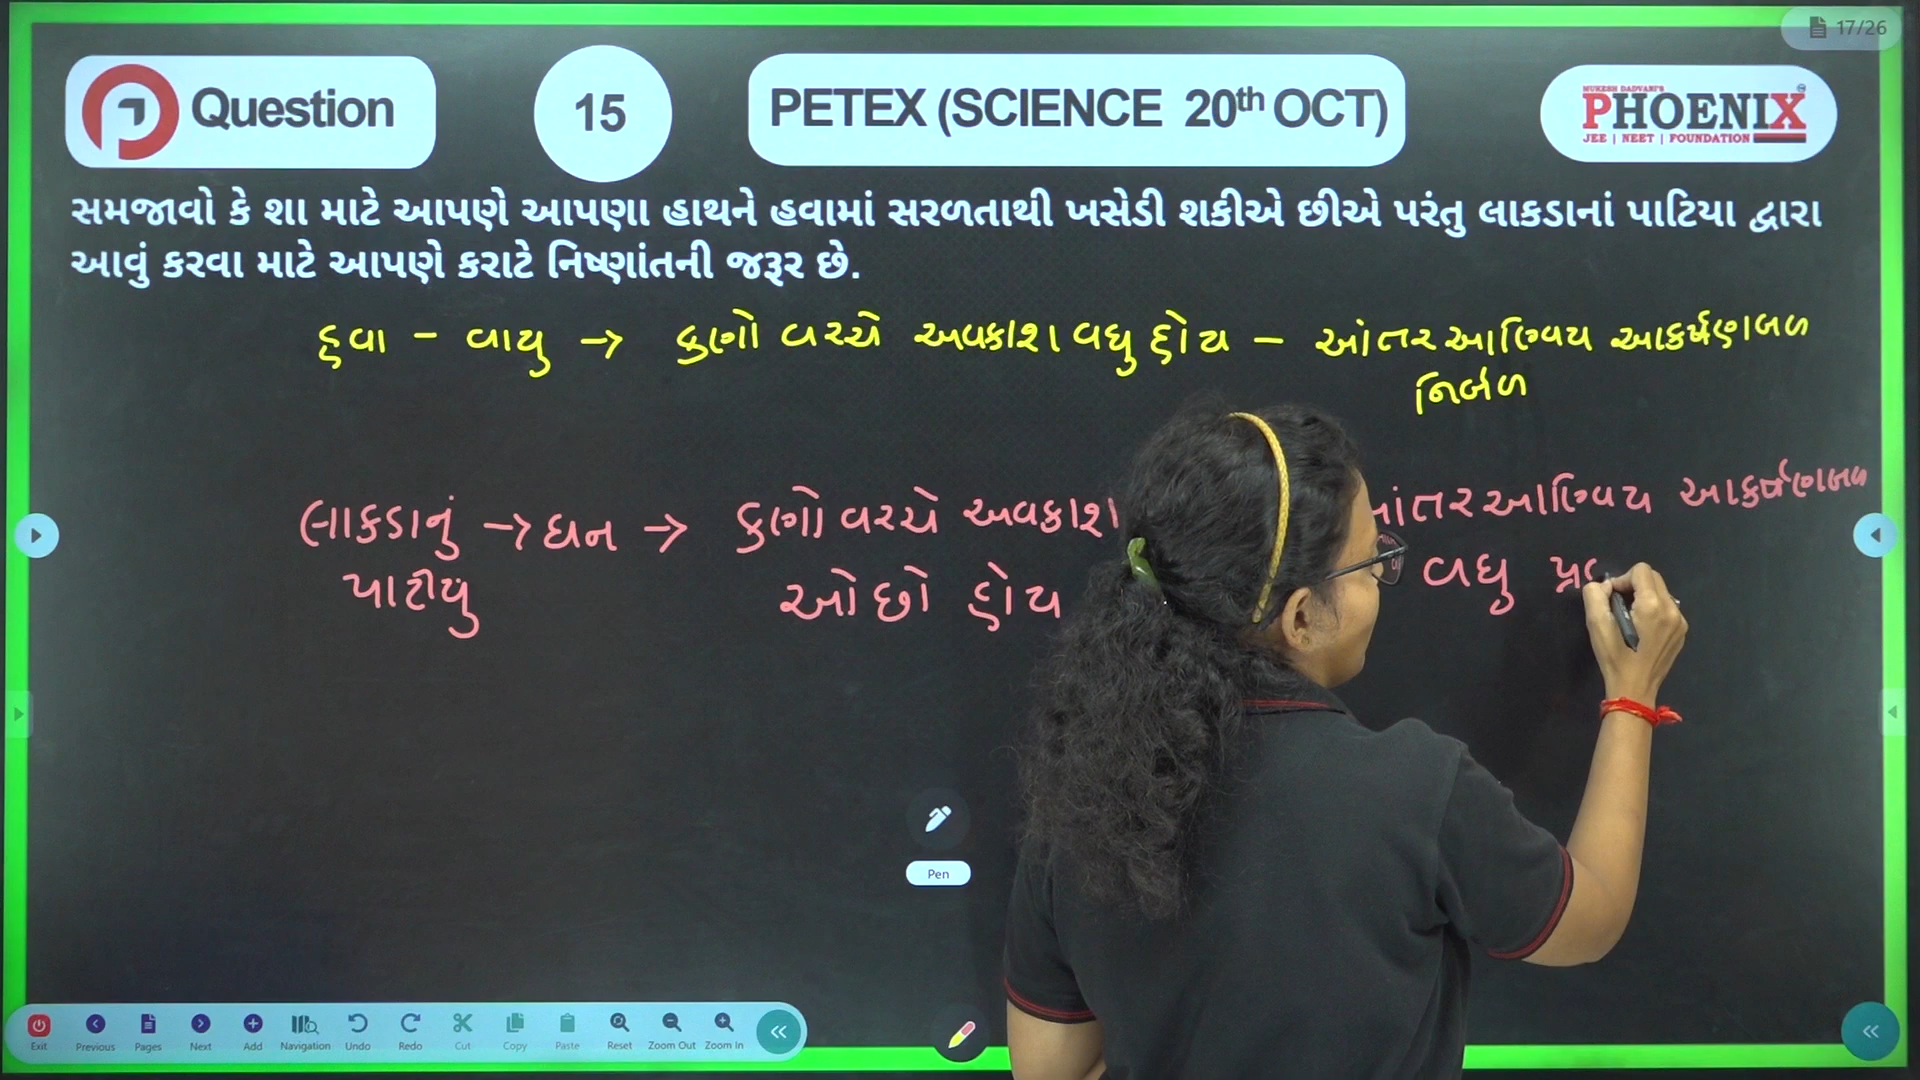 17/26
Question
15
PETEX (SCIENCE 20th OCT)
MUKESH DADVANI'S
PHOENIX
JEE | NEET | FOUNDATION
સમજાવો કે શા માટે આપણે આપણા હાથને હવામાં સરળતાથી ખસેડી શકીએ છીએ પરંતુ લાકડાનાં પાટિયા દ્વારા
આવું કરવા માટે આપણે કરાટે નિષ્ણાંતની જરૂર છે.
હવા - વાયુ → કણો વચ્ચે અવકાશ વધુ હોય - આંતરઆણ્વિય આકર્ષણબળ
નિર્બળ
લાકડાનું → ઘન → કણો વચ્ચે અવકાશ આંતરઆણ્વિય આકર્ષણબળ
પાટીયું ઓછો હોય વધુ
Pen
Exit Previous Pages Next Add Navigation Undo Redo Cut Copy Paste Reset Zoom Out Zoom In